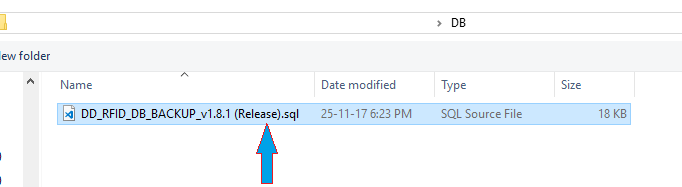 DB
ew folder
Name
Date modified
Type
Size
DD_RFID_DB_BACKUP_v1.8.1 (Release).sql
25-11-17 6:23 PM
SQL Source File
18 KB